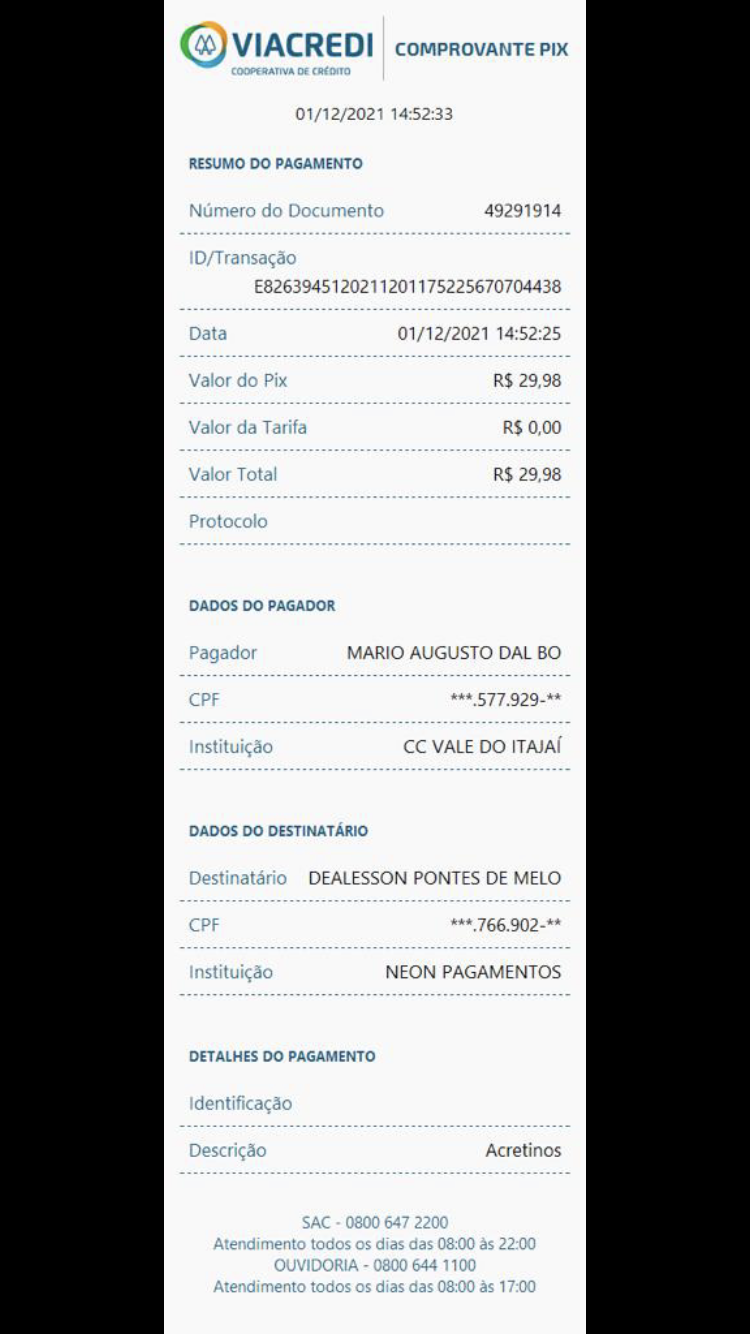 VIACREDI
COOPERATIVA DE CRÉDITO
COMPROVANTE PIX
01/12/2021 14:52:33
RESUMO DO PAGAMENTO
Número do Documento 49291914
ID/Transação
E82639451202112011752256707044​38
Data 01/12/2021 14:52:25
Valor do Pix R$ 29,98
Valor da Tarifa R$ 0,00
Valor Total R$ 29,98
Protocolo
DADOS DO PAGADOR
Pagador MARIO AUGUSTO DAL BO
CPF ***.577.929-**
Instituição CC VALE DO ITAJAÍ
DADOS DO DESTINATÁRIO
Destinatário DEALESSON PONTES DE MELO
CPF ***.766.902-**
Instituição NEON PAGAMENTOS
DETALHES DO PAGAMENTO
Identificação
Descrição Acretinos
SAC - 0800 647 2200
Atendimento todos os dias das 08:00 às 22:00
OUVIDORIA - 0800 644 1100
Atendimento todos os dias das 08:00 às 17:00